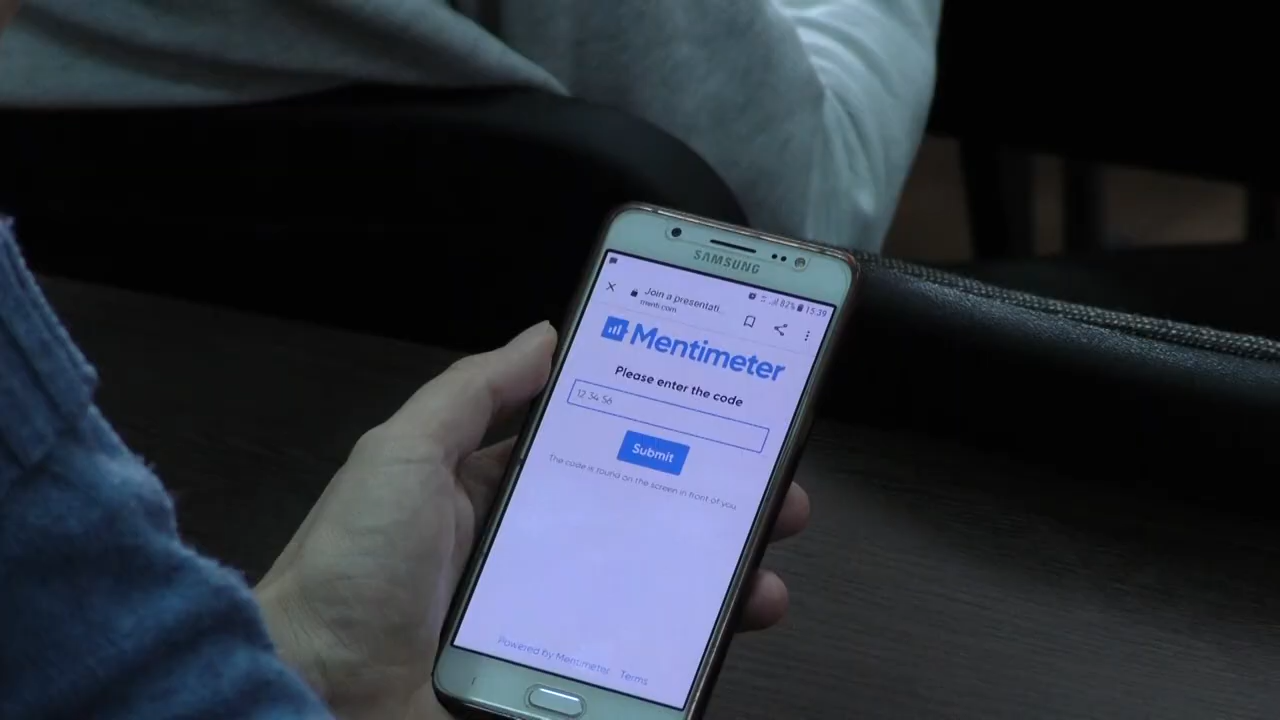 SAMSUNG
82% 15:39
Join a presentati...
menti.com
Mentimeter
Please enter the code
12 34 56
Submit
The code is found on the screen in front of you
Powered by Mentimeter Terms